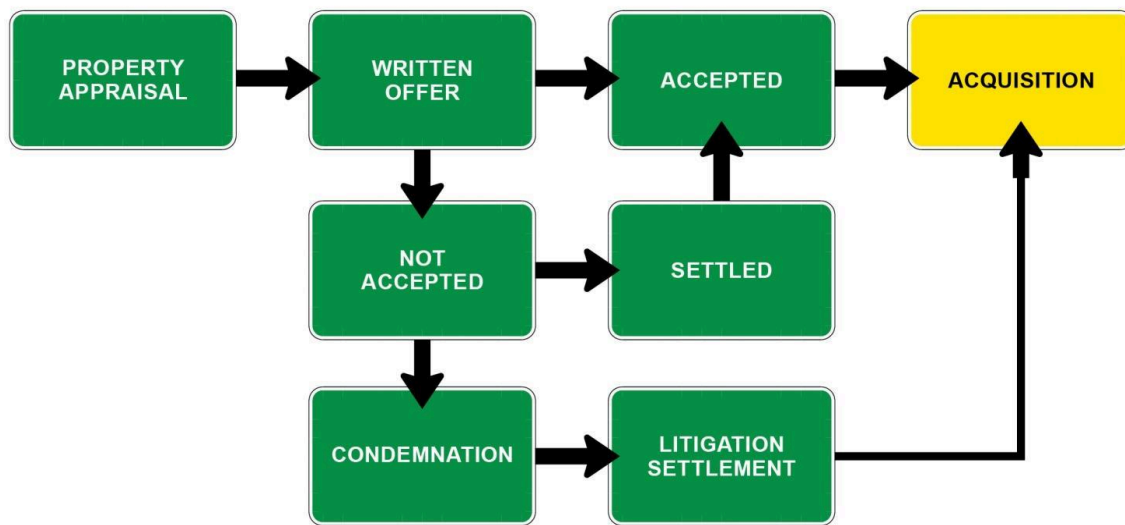 PROPERTY
APPRAISAL
WRITTEN
OFFER
ACCEPTED
ACQUISITION
NOT
ACCEPTED
SETTLED
CONDEMNATION
LITIGATION
SETTLEMENT